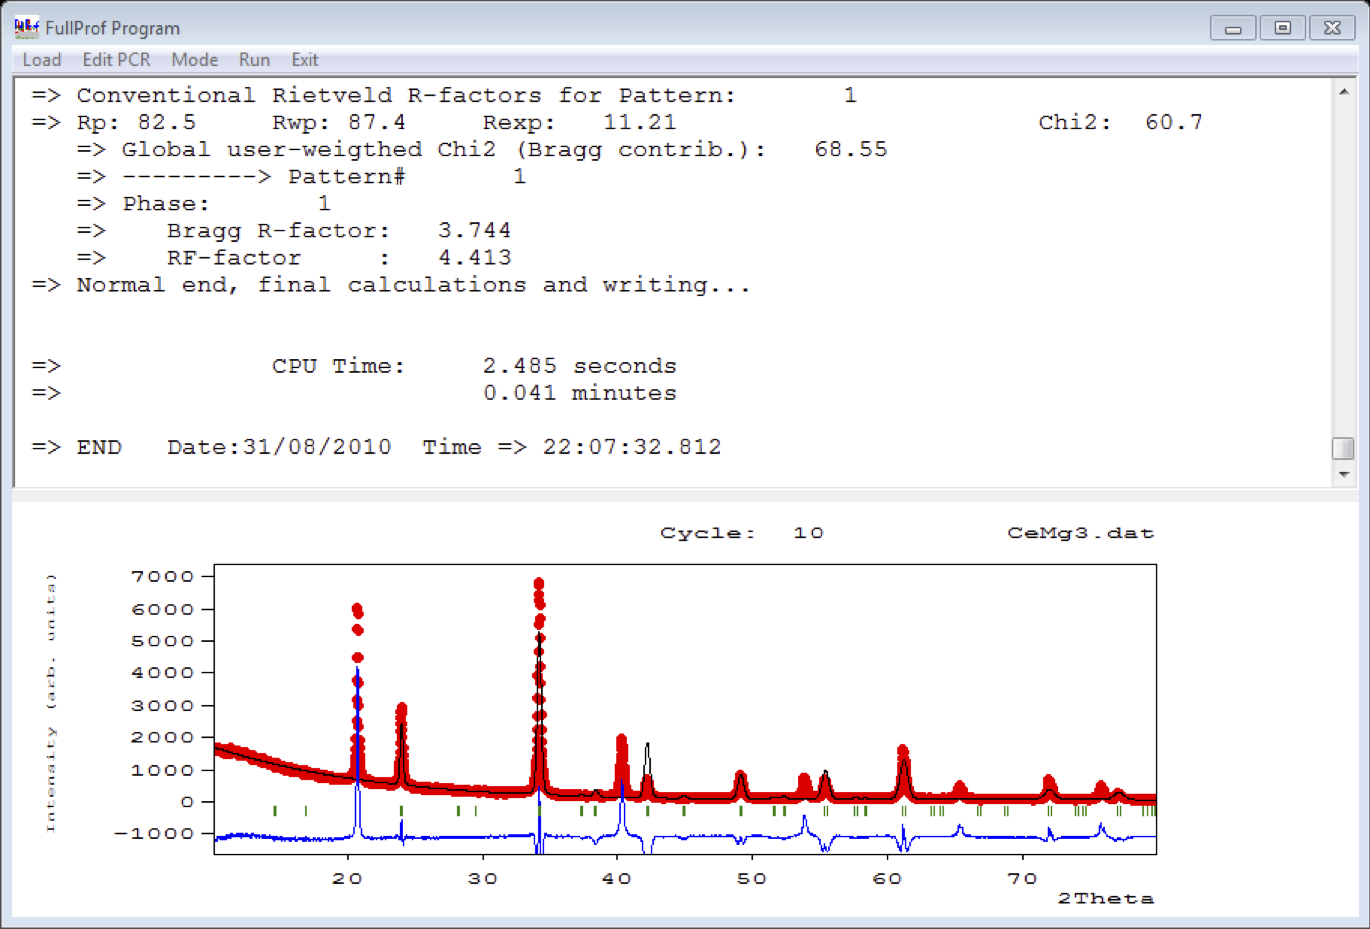 FullProf Program
Load Edit PCR Mode Run Exit
=> Conventional Rietveld R-factors for Pattern: 1
=> Rp: 82.5 Rwp: 87.4 Rexp: 11.21 Chi2: 60.7
=> Global user-weigthed Chi2 (Bragg contrib.): 68.55
=> ---------> Pattern# 1
=> Phase: 1
=> Bragg R-factor: 3.744
=> RF-factor : 4.413
=> Normal end, final calculations and writing...
=> CPU Time: 2.485 seconds
=> 0.041 minutes
=> END Date:31/08/2010 Time => 22:07:32.812
Cycle: 10 CeMg3.dat
Intensity (arb. units)
7000
6000
5000
4000
3000
2000
1000
0
-1000
20 30 40 50 60 70
2Theta